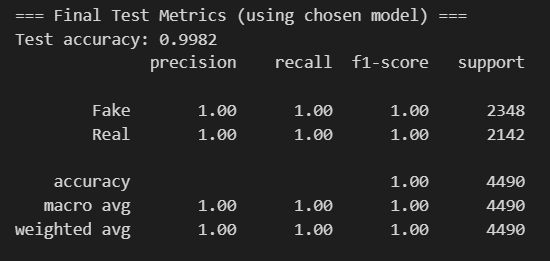 === Final Test Metrics (using chosen model) ===
Test accuracy: 0.9982
precision recall f1-score support
Fake 1.00 1.00 1.00 2348
Real 1.00 1.00 1.00 2142
accuracy 1.00 4490
macro avg 1.00 1.00 1.00 4490
weighted avg 1.00 1.00 1.00 4490